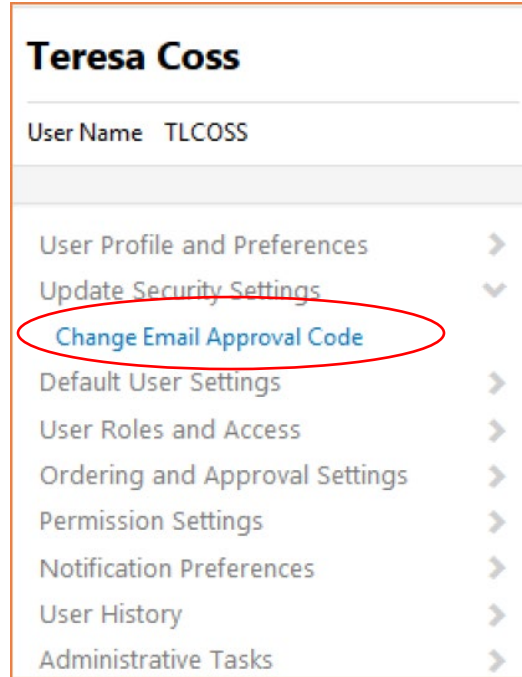 Teresa Coss
User Name TLCOSS
User Profile and Preferences
Update Security Settings
Change Email Approval Code
Default User Settings
User Roles and Access
Ordering and Approval Settings
Permission Settings
Notification Preferences
User History
Administrative Tasks